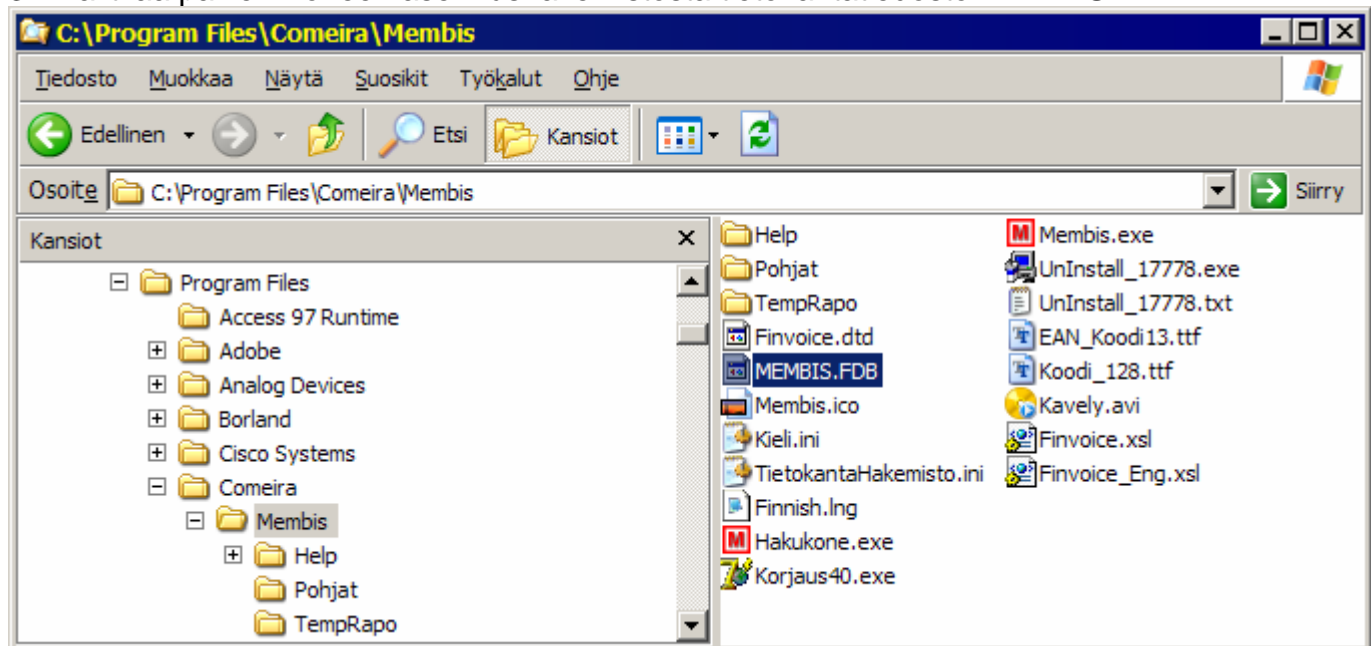 C:\Program Files\Comeira\Membis
Tiedosto Muokkaa Näytä Suosikit Työkalut Ohje
Edellinen Etsi Kansiot
Osoite C:\Program Files\Comeira\Membis Siirry
Kansiot
Program Files
Access 97 Runtime
Adobe
Analog Devices
Borland
Cisco Systems
Comeira
Membis
Help
Pohjat
TempRapo
Help
Pohjat
TempRapo
Finvoice.dtd
MEMBIS.FDB
Membis.ico
Kieli.ini
TietokantaHakemisto.ini
Finnish.lng
Hakukone.exe
Korjaus40.exe
Membis.exe
UnInstall_17778.exe
UnInstall_17778.txt
EAN_Koodi13.ttf
Koodi_128.ttf
Kavely.avi
Finvoice.xsl
Finvoice_Eng.xsl